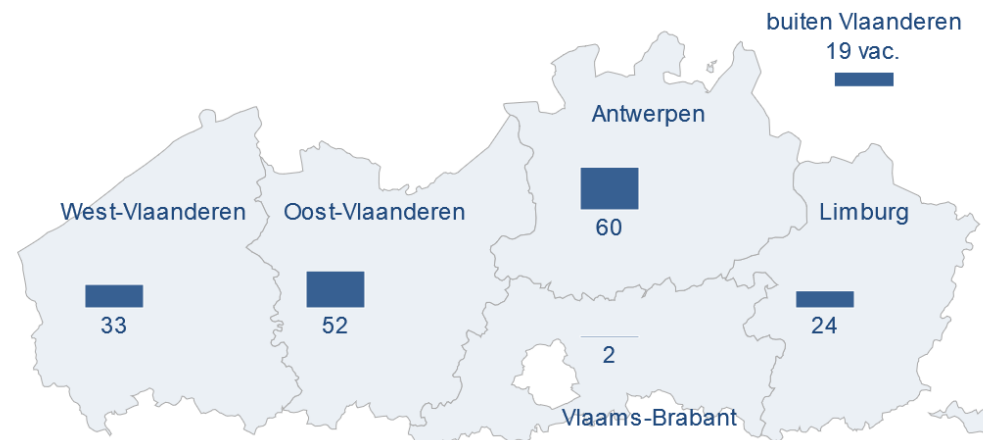 buiten Vlaanderen
19 vac.
Antwerpen
60
West-Vlaanderen
33
Oost-Vlaanderen
52
Limburg
24
2
Vlaams-Brabant